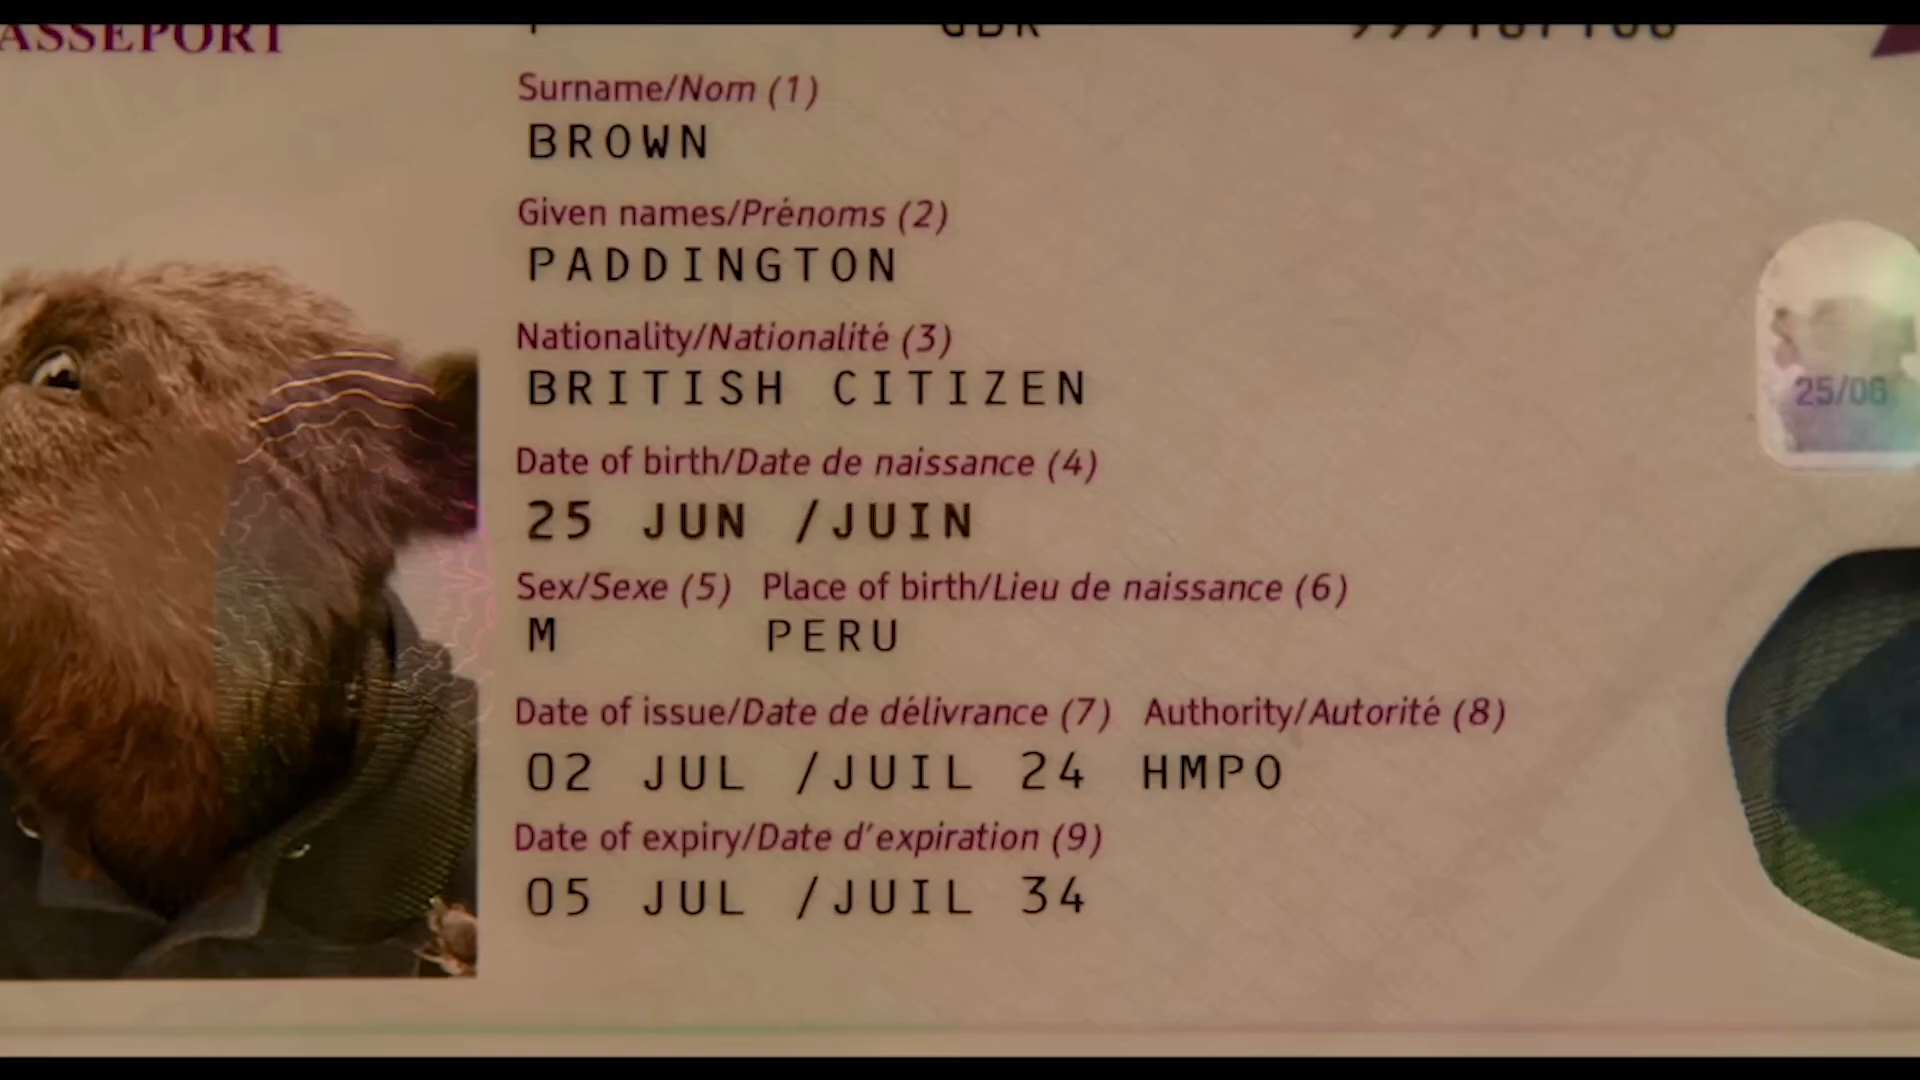 ASSEPORT
Surname/Nom (1)
BROWN
Given names/Prénoms (2)
PADDINGTON
Nationality/Nationalité (3)
BRITISH CITIZEN
25/06
Date of birth/Date de naissance (4)
25 JUN /JUIN
Sex/Sexe (5) Place of birth/Lieu de naissance (6)
M PERU
Date of issue/Date de délivrance (7) Authority/Autorité (8)
02 JUL /JUIL 24 HMPO
Date of expiry/Date d'expiration (9)
05 JUL /JUIL 34